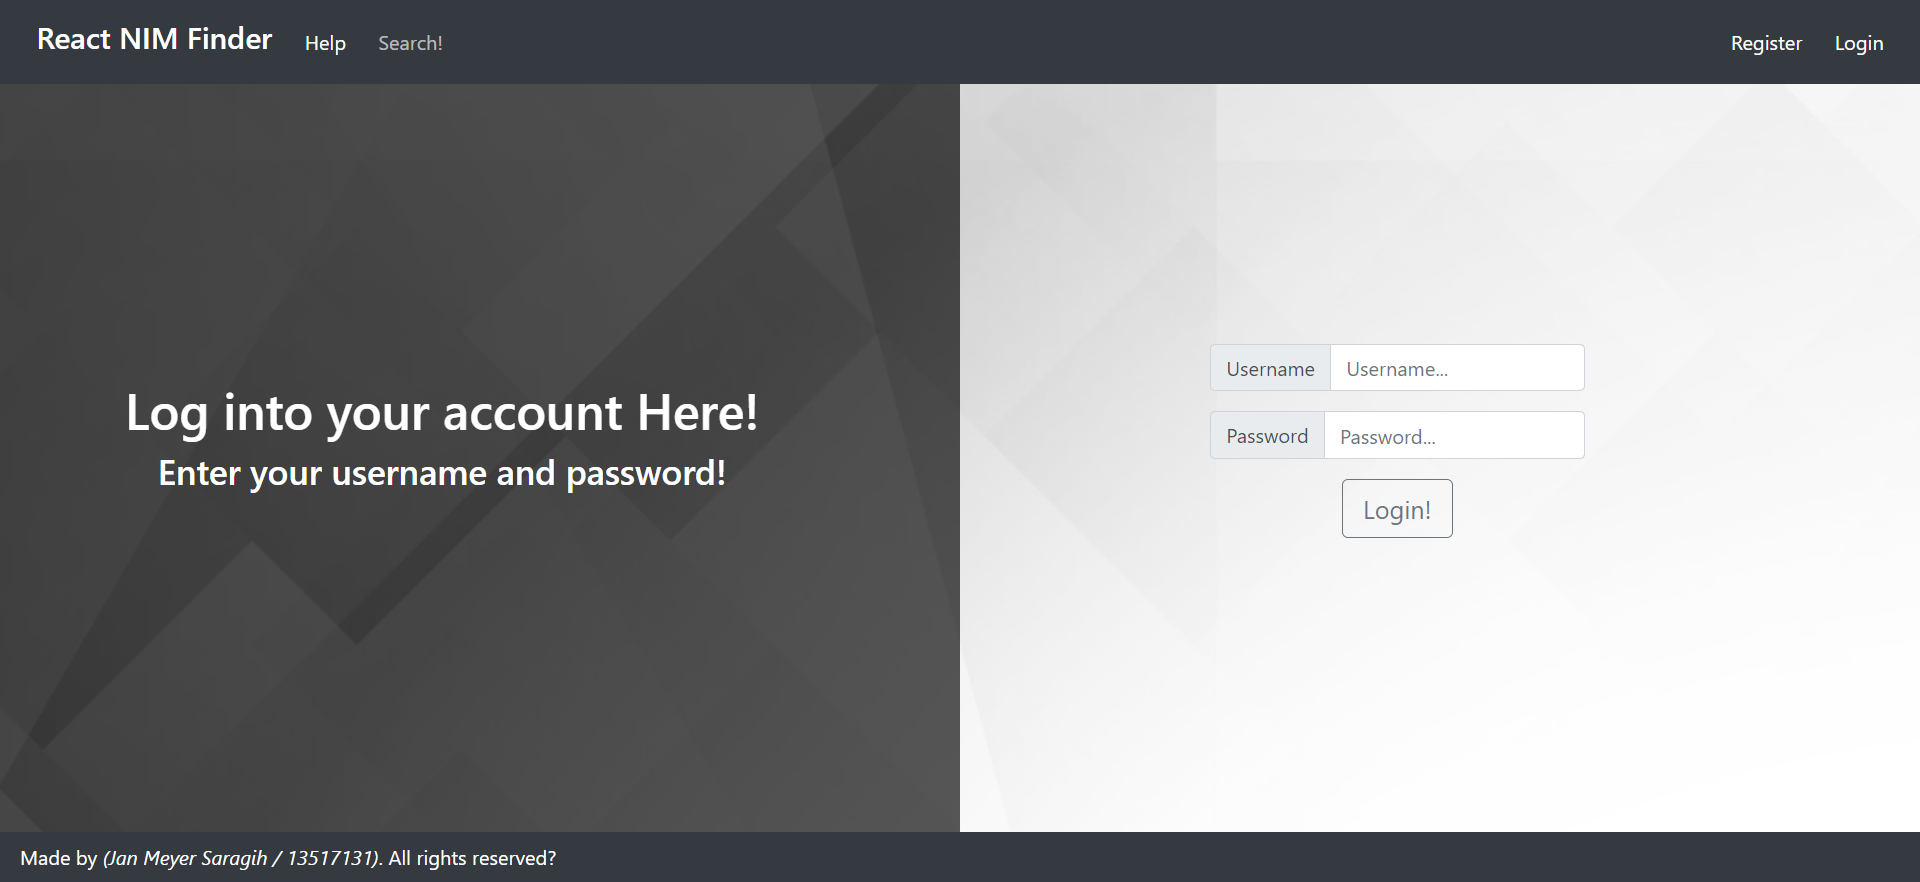 React NIM Finder Help Search! Register Login
Log into your account Here!
Enter your username and password!
Username Username...
Password Password...
Login!
Made by (Jan Meyer Saragih / 13517131). All rights reserved?